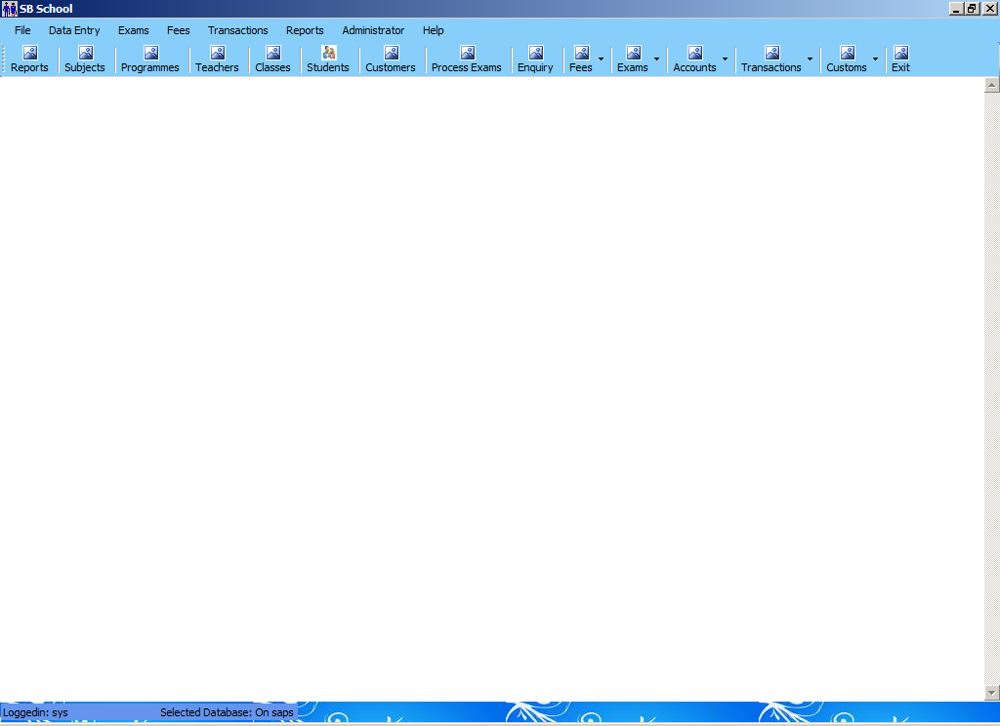 SB School
File Data Entry Exams Fees Transactions Reports Administrator Help
Reports Subjects Programmes Teachers Classes Students Customers Process Exams Enquiry Fees Exams Accounts Transactions Customs Exit
Loggedin: sys Selected Database: On saps